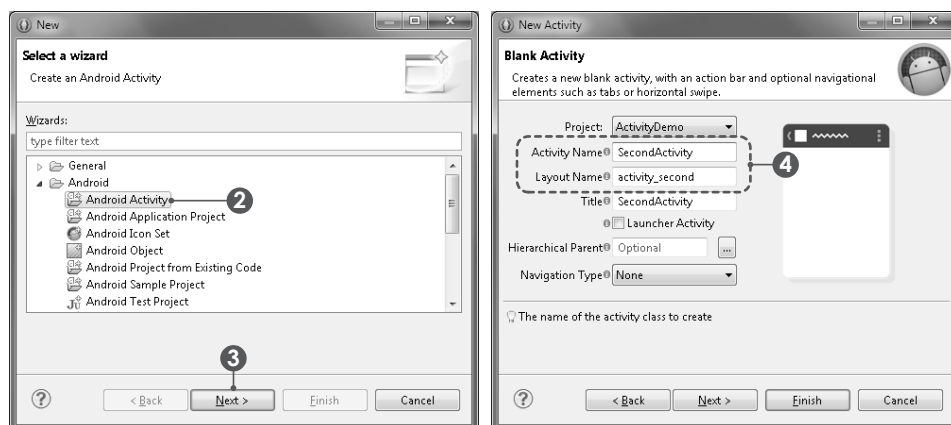 New
Select a wizard
Create an Android Activity
Wizards:
type filter text
General
Android
Android Activity
2
Android Application Project
Android Icon Set
Android Object
Android Project from Existing Code
Android Sample Project
Android Test Project
3
< Back
Next >
Finish
Cancel
New Activity
Blank Activity
Creates a new blank activity, with an action bar and optional navigational
elements such as tabs or horizontal swipe.
Project: ActivityDemo
Activity Name SecondActivity
4
Layout Name activity_second
Title SecondActivity
Launcher Activity
Hierarchical Parent Optional ...
Navigation Type None
The name of the activity class to create
< Back
Next >
Finish
Cancel